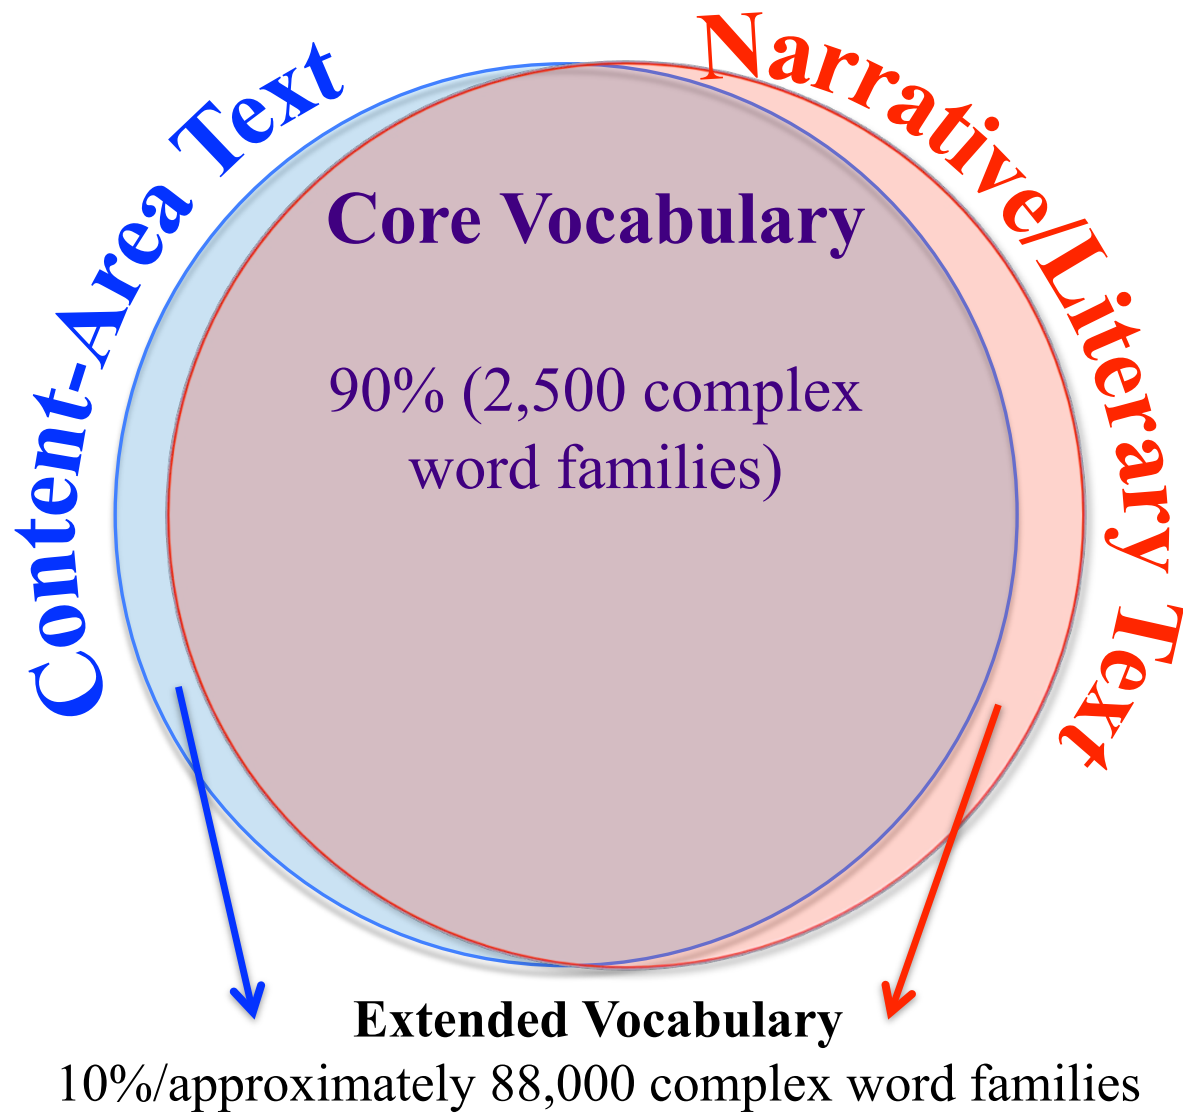 Content-Area Text
Narrative/Literary Text
Core Vocabulary
90% (2,500 complex
word families)
Extended Vocabulary
10%/approximately 88,000 complex word families